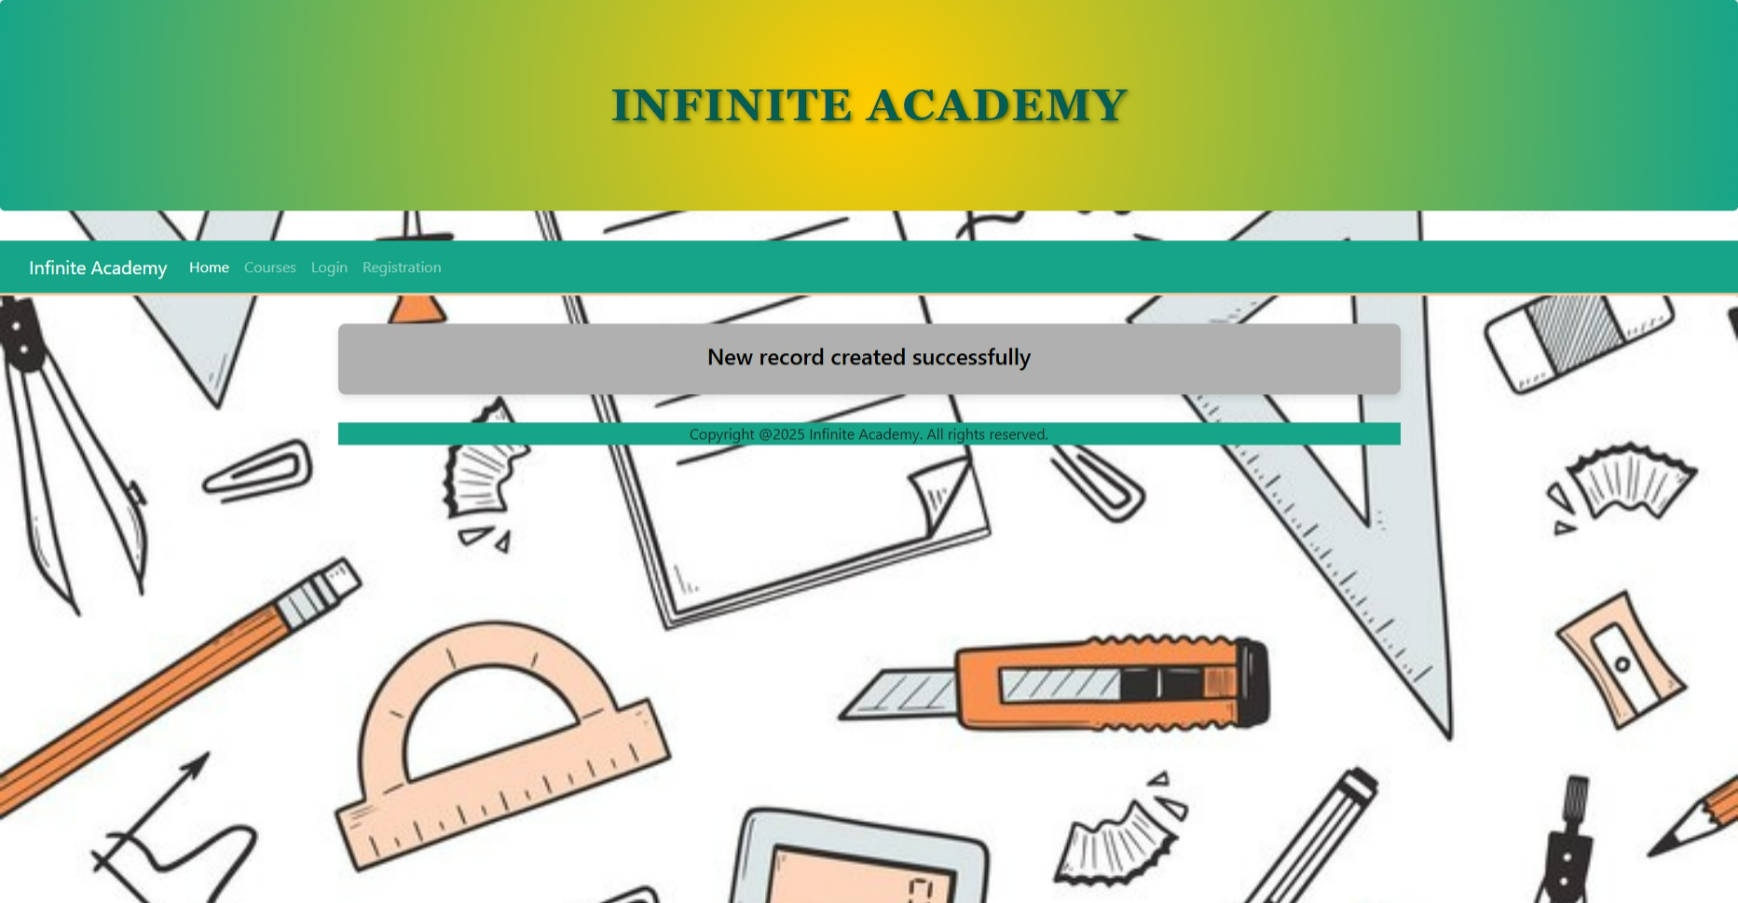 INFINITE ACADEMY
Infinite Academy Home Courses Login Registration
New record created successfully
Copyright @2025 Infinite Academy. All rights reserved.